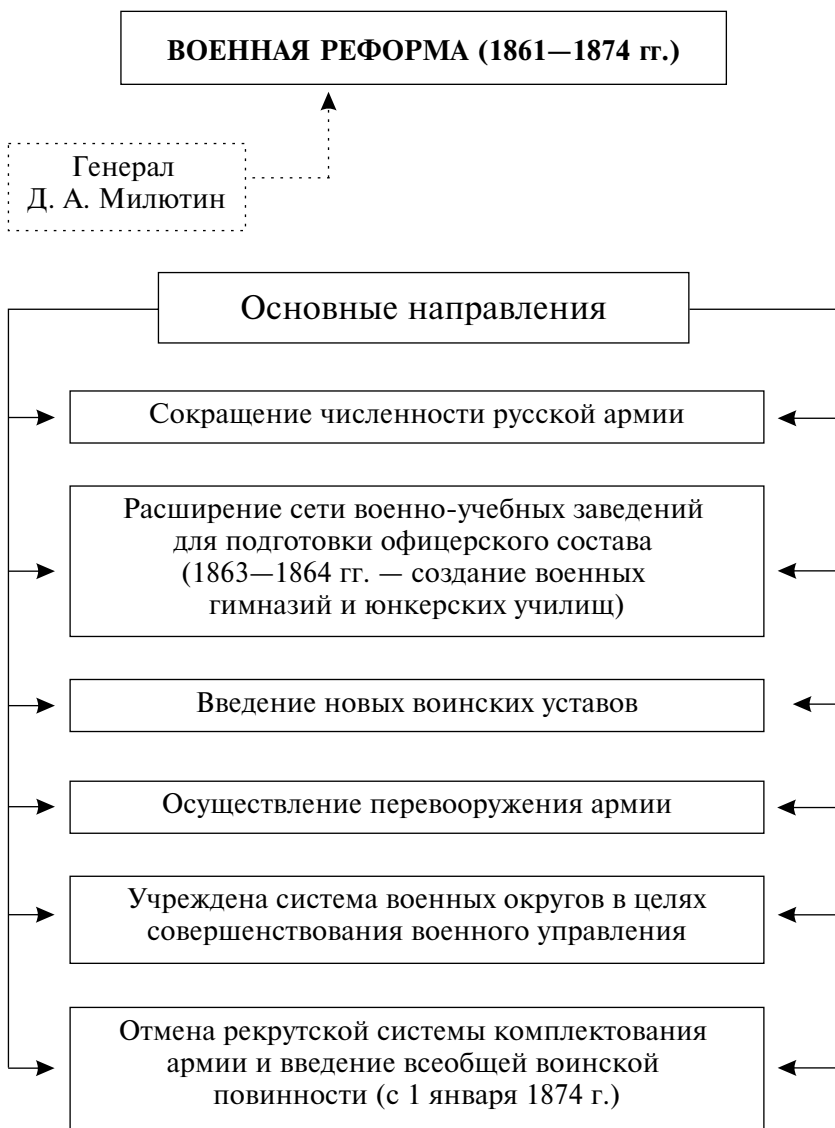 ВОЕННАЯ РЕФОРМА (1861—1874 гг.)
Генерал
Д. А. Милютин
Основные направления
Сокращение численности русской армии
Расширение сети военно-учебных заведений
для подготовки офицерского состава
(1863—1864 гг. — создание военных
гимназий и юнкерских училищ)
Введение новых воинских уставов
Осуществление перевооружения армии
Учреждена система военных округов в целях
совершенствования военного управления
Отмена рекрутской системы комплектования
армии и введение всеобщей воинской
повинности (с 1 января 1874 г.)